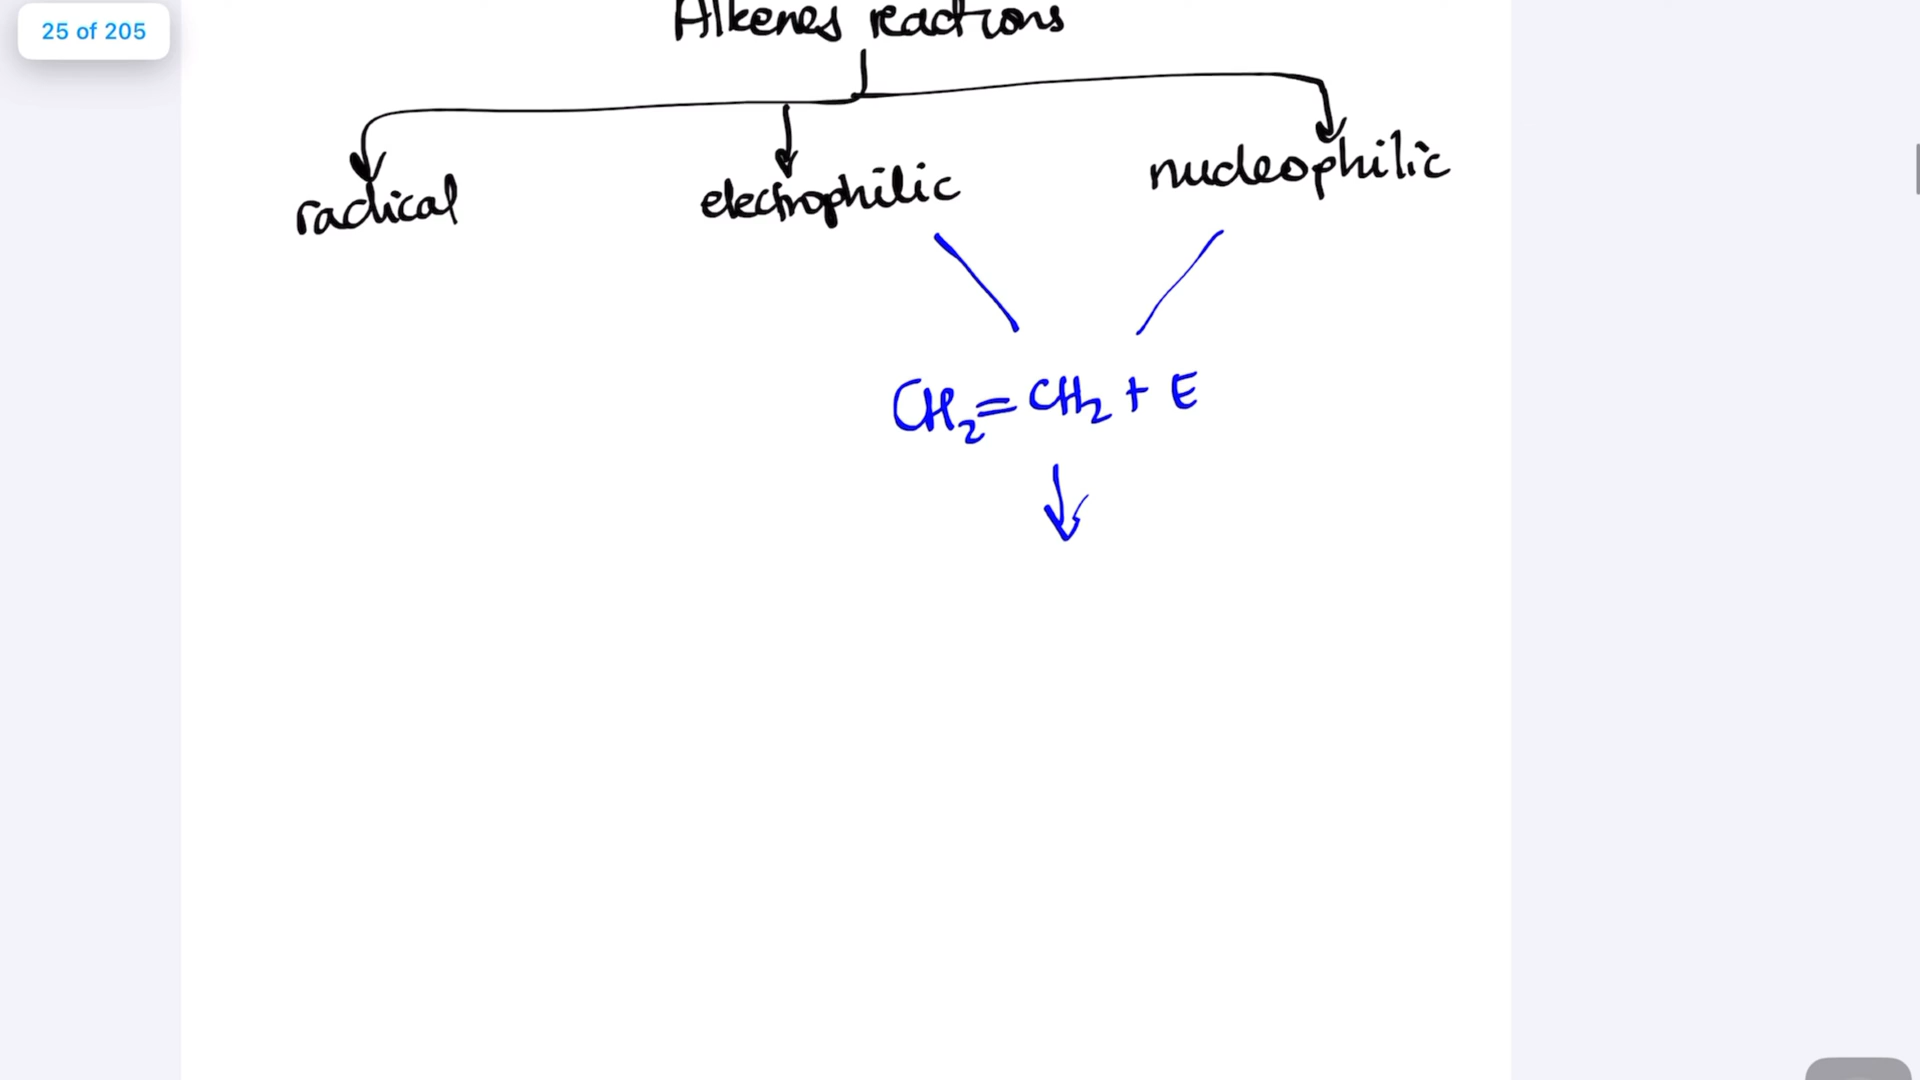 25 of 205
Alkenes reactions
radical electrophilic nucleophilic
CH₂=CH₂ + E